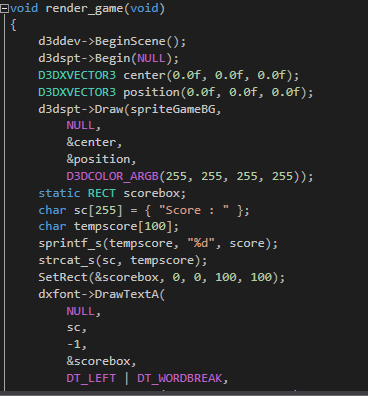 void render_game(void)
{
d3ddev->BeginScene();
d3dspt->Begin(NULL);
D3DXVECTOR3 center(0.0f, 0.0f, 0.0f);
D3DXVECTOR3 position(0.0f, 0.0f, 0.0f);
d3dspt->Draw(spriteGameBG,
NULL,
&center,
&position,
D3DCOLOR_ARGB(255, 255, 255, 255));
static RECT scorebox;
char sc[255] = { "Score : " };
char tempscore[100];
sprintf_s(tempscore, "%d", score);
strcat_s(sc, tempscore);
SetRect(&scorebox, 0, 0, 100, 100);
dxfont->DrawTextA(
NULL,
sc,
-1,
&scorebox,
DT_LEFT | DT_WORDBREAK,